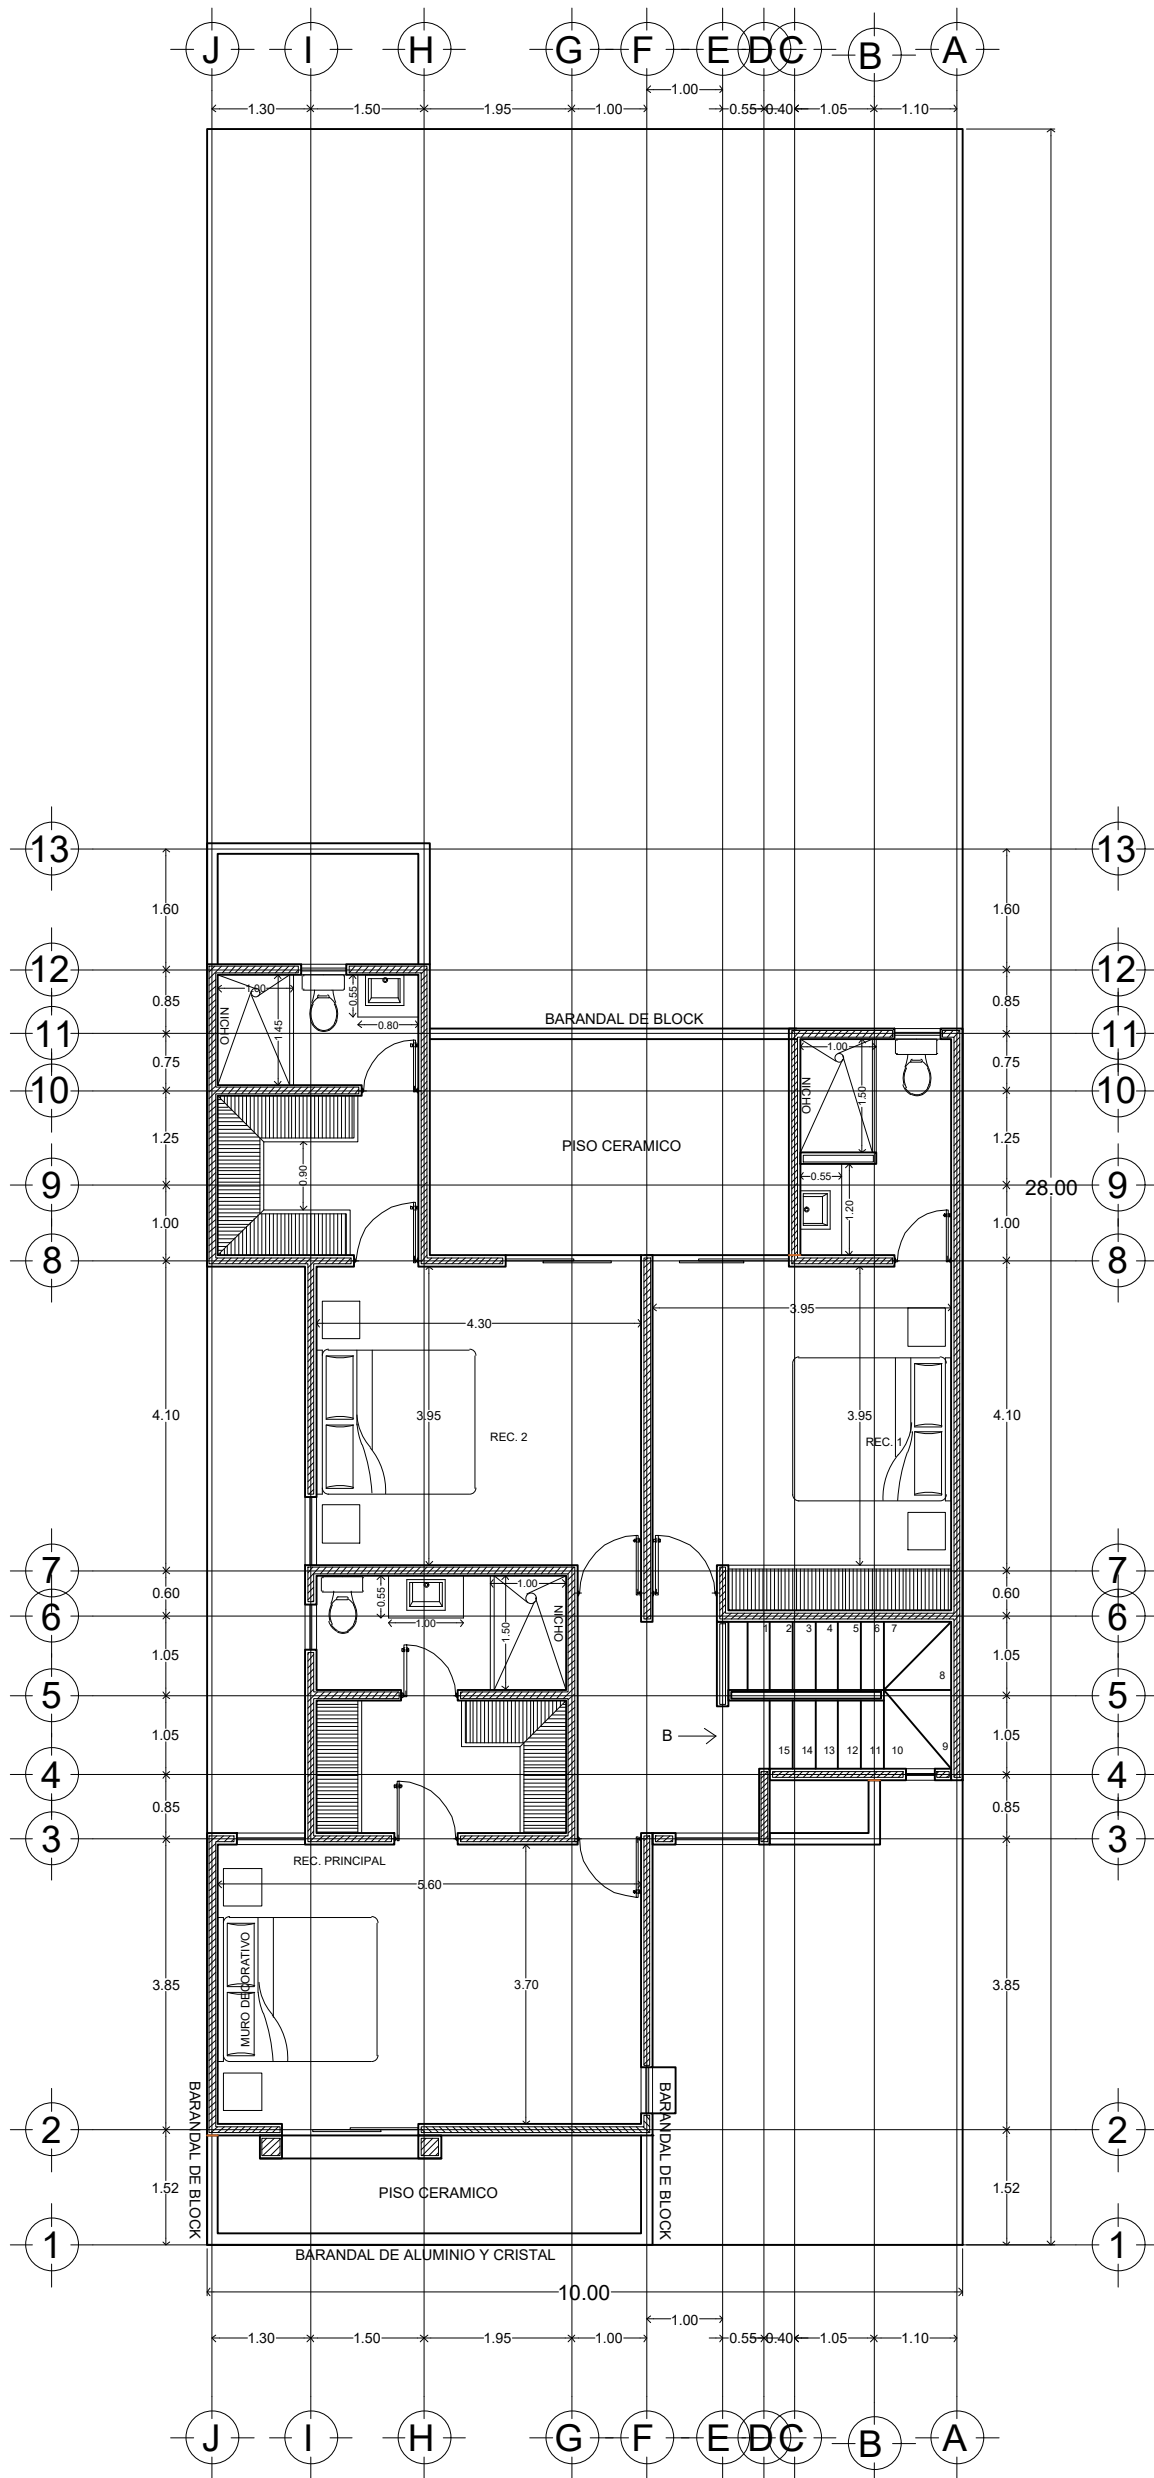 J I H G F E D C B A
1.00
1.30 1.50 1.95 1.00 0.55 0.40 1.05 1.10
13 13
1.60 1.60
12 12
1.00 1.45 0.55 0.80
NICHO
0.85 0.85
BARANDAL DE BLOCK
11 11
0.75 0.75
1.00 1.50
NICHO
10 10
1.25 1.25
PISO CERAMICO
0.90
9 28.00 9
0.55 1.20
1.00 1.00
8 8
3.95
4.30
4.10 3.95 3.95 4.10
REC. 2 REC. 1
7 7
0.60 0.55 1.00 0.60
6 6
1.00 1.50 NICHO
1 2 3 4 5 6 7
1.05 1.05
8
5 5
1.05 B 1.05
15 14 13 12 11 10 9
4 4
0.85 0.85
3 3
REC. PRINCIPAL
5.60
MURO DECORATIVO
3.85 3.70 3.85
BARANDAL DE BLOCK
BARANDAL DE BLOCK
2 2
1.52 PISO CERAMICO 1.52
1 1
BARANDAL DE ALUMINIO Y CRISTAL
10.00
1.00
1.30 1.50 1.95 1.00 0.55 0.40 1.05 1.10
J I H G F E D C B A